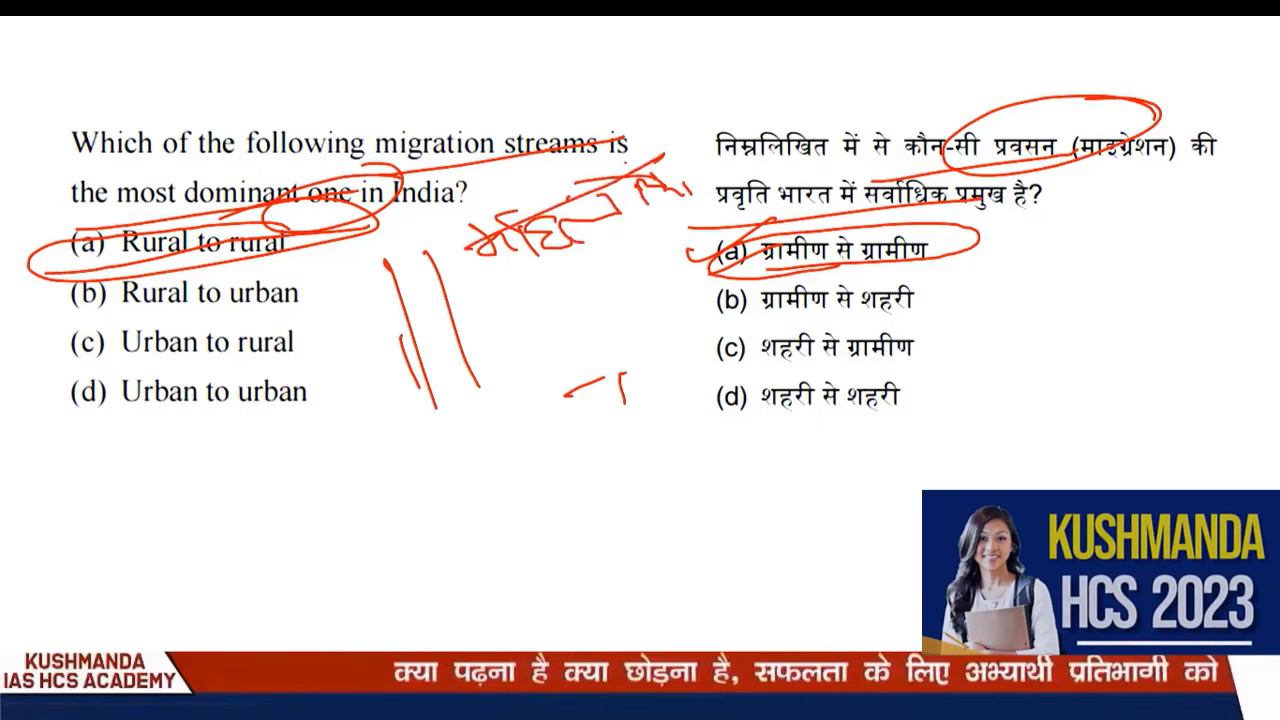 Which of the following migration streams is
the most dominant one in India?
(a) Rural to rural
(b) Rural to urban
(c) Urban to rural
(d) Urban to urban
निम्नलिखित में से कौन-सी प्रवसन (माइग्रेशन) की
प्रवृति भारत में सर्वाधिक प्रमुख है?
(a) ग्रामीण से ग्रामीण
(b) ग्रामीण से शहरी
(c) शहरी से ग्रामीण
(d) शहरी से शहरी
KUSHMANDA
HCS 2023
KUSHMANDA
IAS HCS ACADEMY
क्या पढ़ना है क्या छोड़ना है, सफलता के लिए अभ्याथी प्रतिभागी को